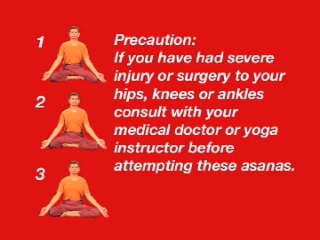 1
2
3
Precaution:
If you have had severe
injury or surgery to your
hips, knees or ankles
consult with your
medical doctor or yoga
instructor before
attempting these asanas.